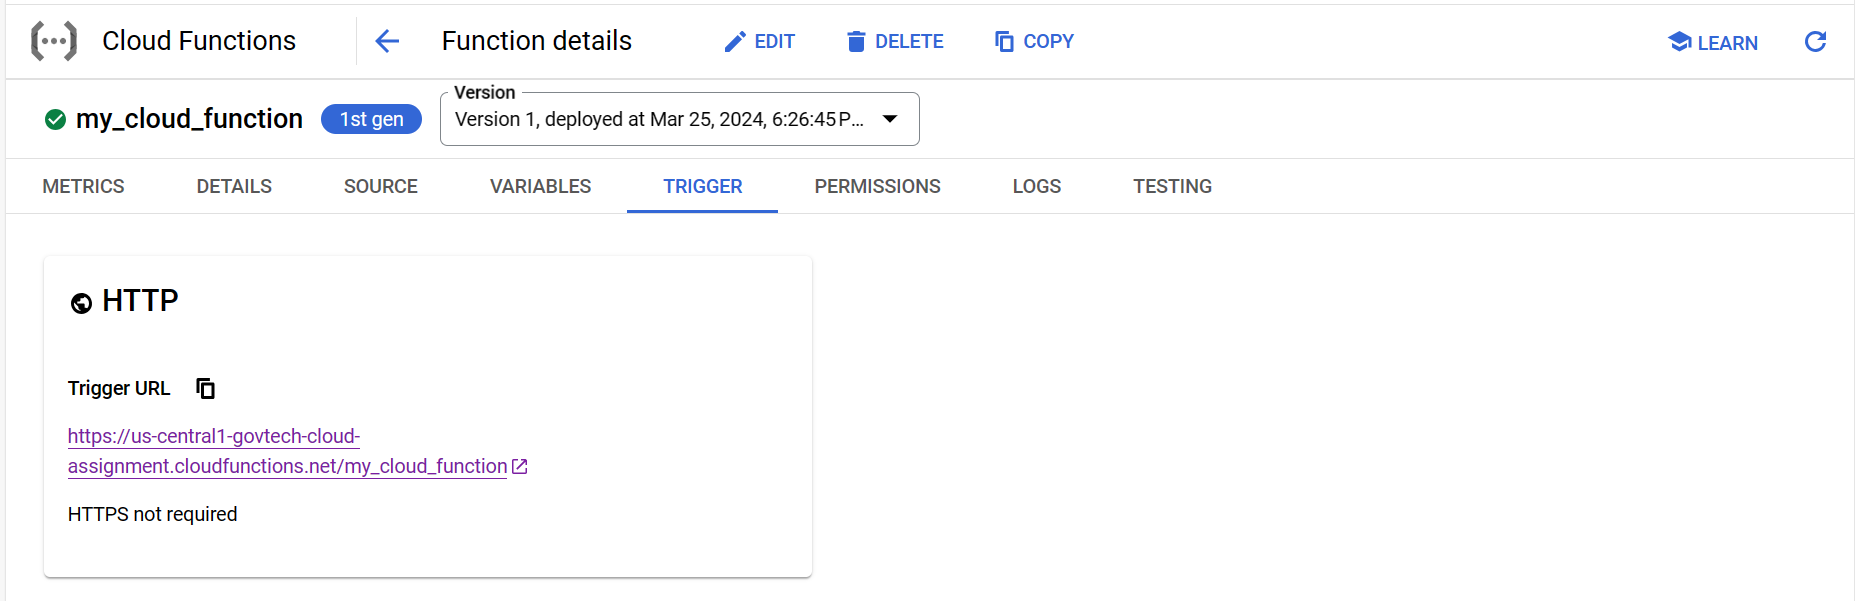 Cloud Functions
Function details
EDIT
DELETE
COPY
LEARN
my_cloud_function
1st gen
Version
Version 1, deployed at Mar 25, 2024, 6:26:45 P...
METRICS
DETAILS
SOURCE
VARIABLES
TRIGGER
PERMISSIONS
LOGS
TESTING
HTTP
Trigger URL
https://us-central1-govtech-cloud-
assignment.cloudfunctions.net/my_cloud_function
HTTPS not required